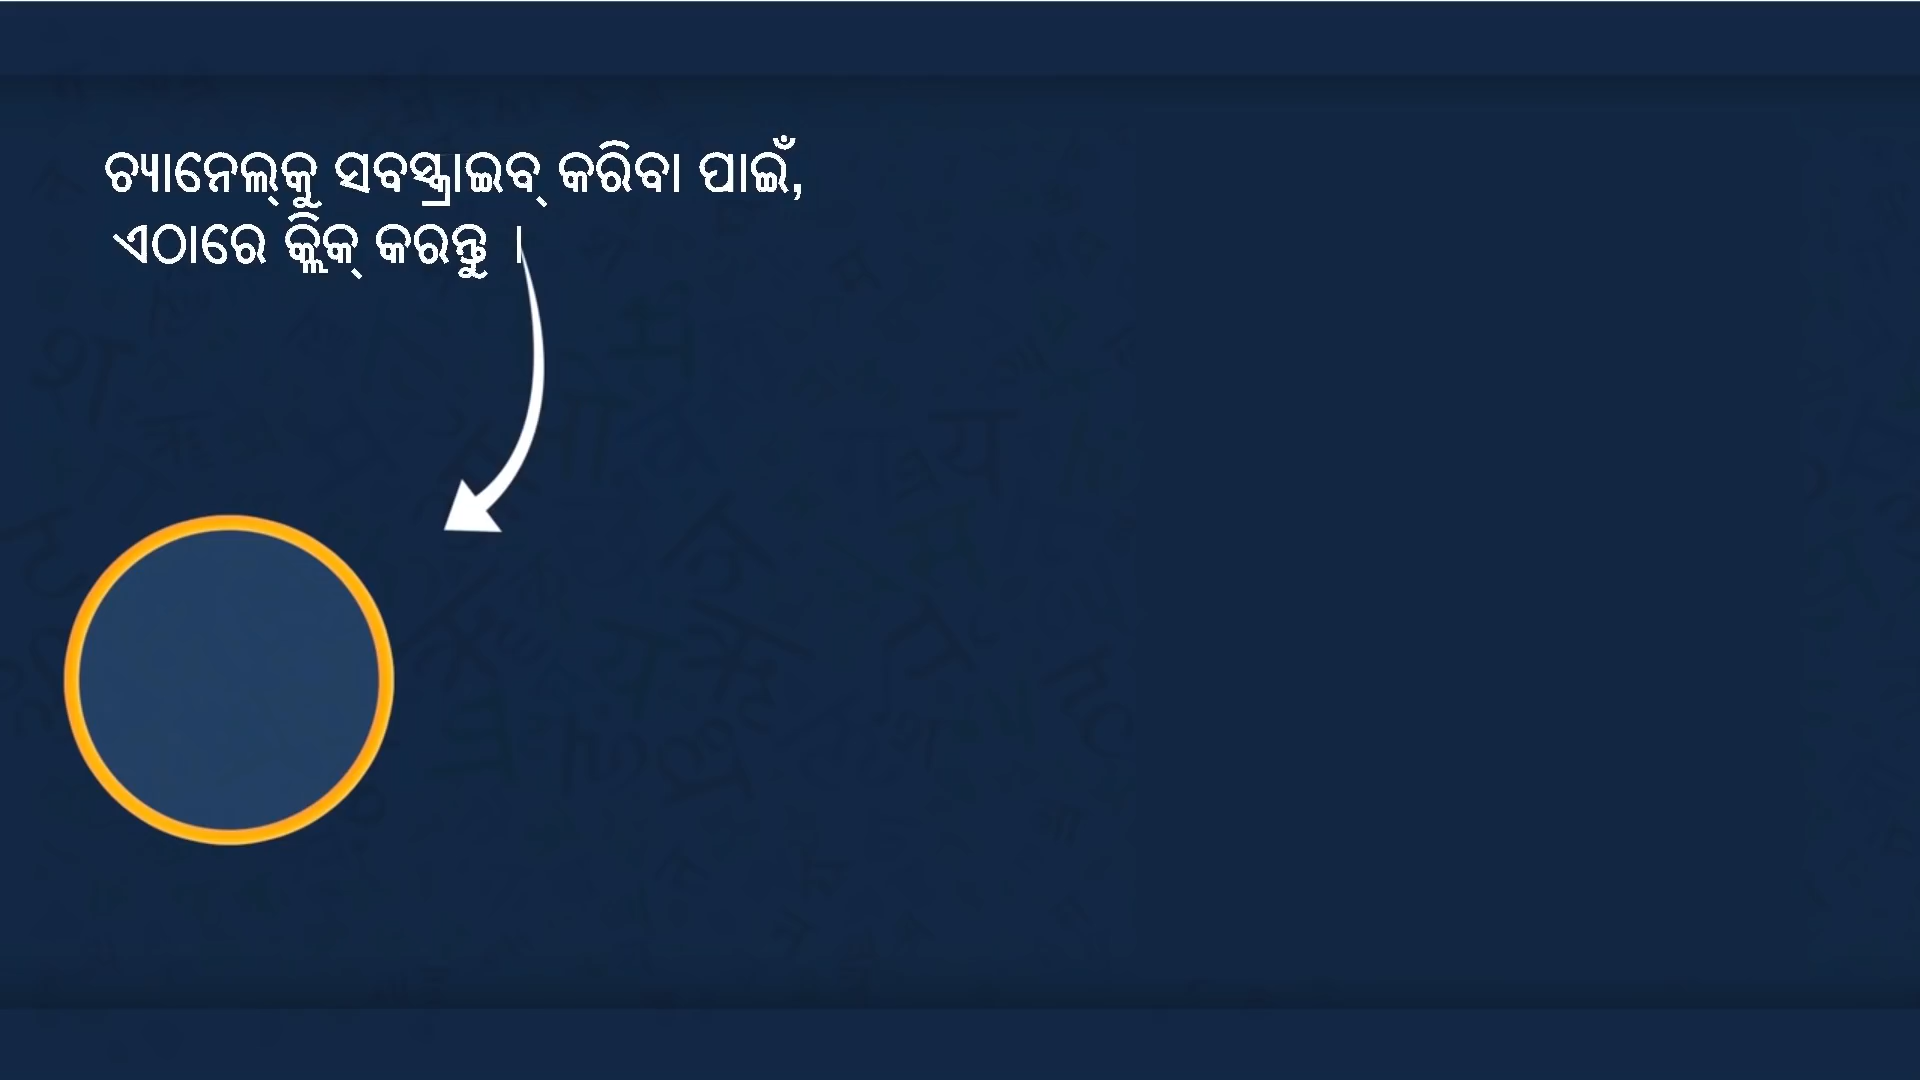 ଚ୍ୟାନେଲ୍‌କୁ ସବସ୍କ୍ରାଇବ୍ କରିବା ପାଇଁ,
ଏଠାରେ କ୍ଲିକ୍ କରନ୍ତୁ ।